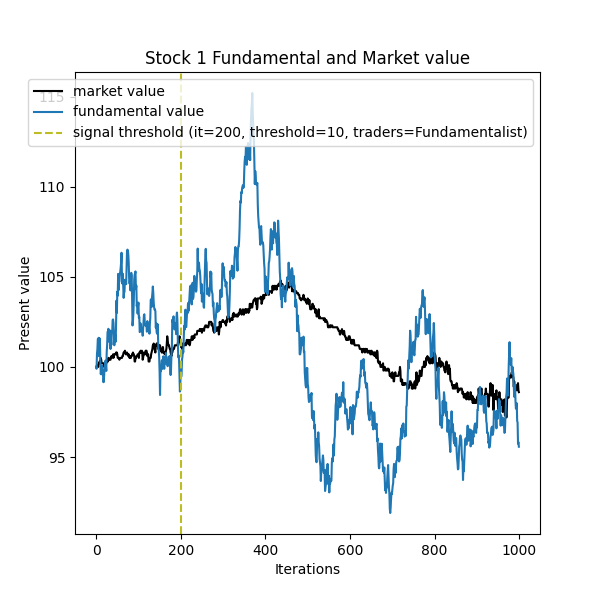 Stock 1 Fundamental and Market value
market value
fundamental value
signal threshold (it=200, threshold=10, traders=Fundamentalist)
115
110
105
100
95
Present value
0 200 400 600 800 1000
Iterations